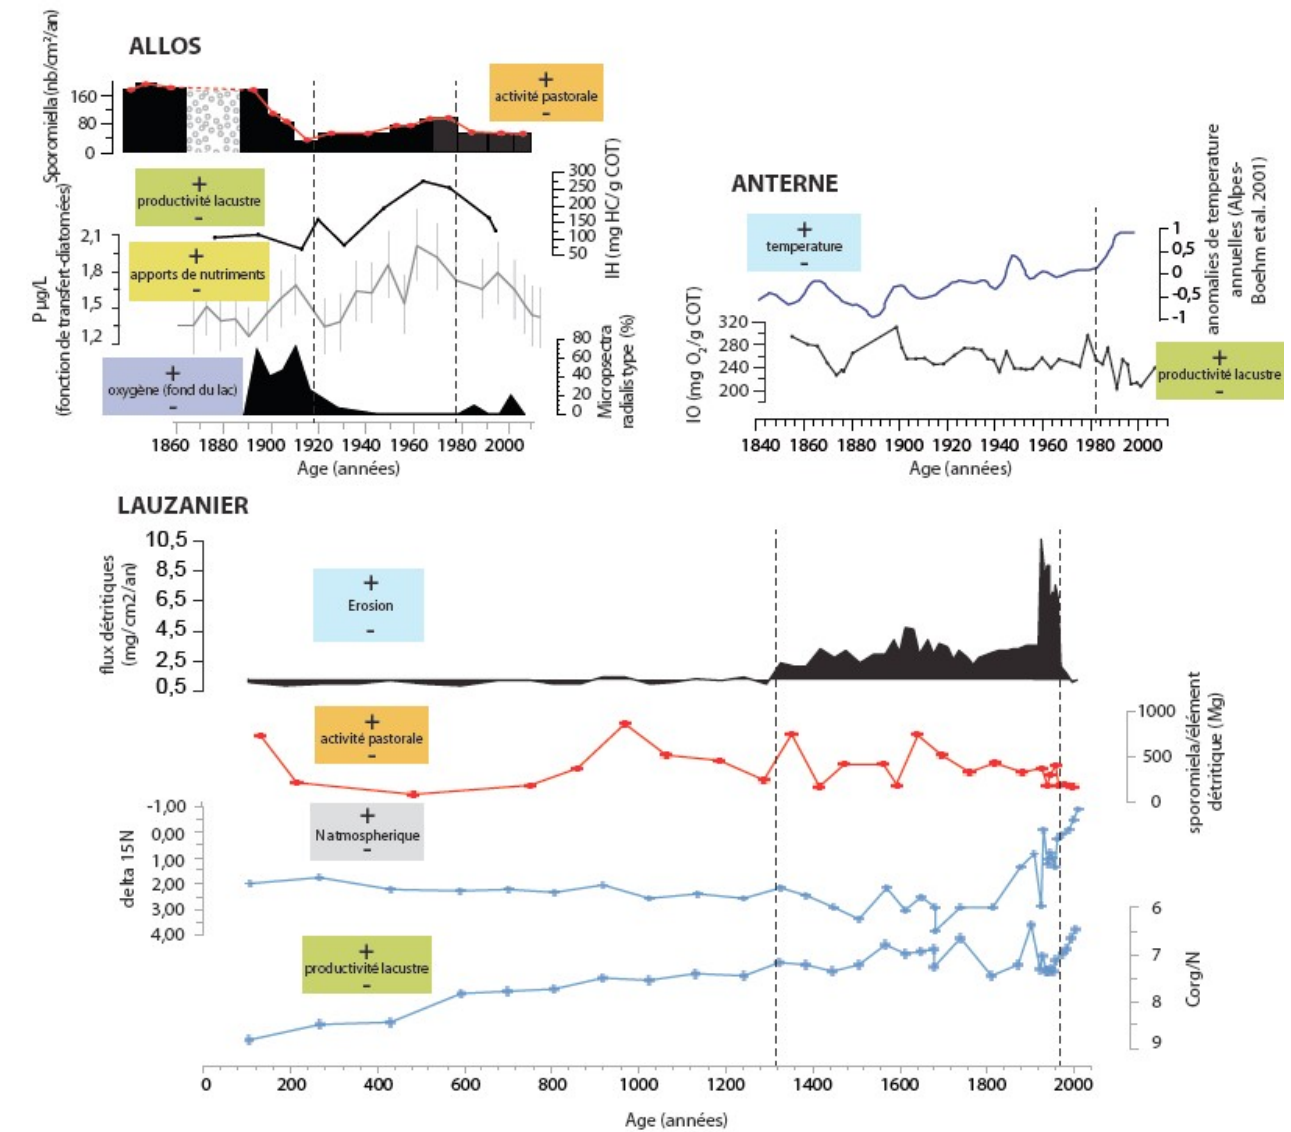 ALLOS
Sporomiella (nb/cm²/an)
160
80
0
+
activité pastorale
-
+
productivité lacustre
-
300
250
200
150
100
50
IH (mg HC/g COT)
P µg/L
(fonction de transfert-diatomées)
2,1
1,8
1,5
1,2
+
apports de nutriments
-
+
oxygène (fond du lac)
-
80
60
40
20
0
Micropspectra
radialis type (%)
1860 1880 1900 1920 1940 1960 1980 2000
Age (années)
ANTERNE
+
temperature
-
1
0,5
0
-0,5
-1
anomalies de temperature
annuelles (Alpes-
Boehm et al. 2001)
IO (mg O₂/g COT)
320
280
240
200
+
productivité lacustre
-
1840 1860 1880 1900 1920 1940 1960 1980 2000
Age (années)
LAUZANIER
flux détritiques
(mg/cm2/an)
10,5
8,5
6,5
4,5
2,5
0,5
+
Erosion
-
+
activité pastorale
-
1000
500
0
sporomiela/élément
détritique (Mg)
delta 15N
-1,00
0,00
1,00
2,00
3,00
4,00
+
N atmospherique
-
+
productivité lacustre
-
6
7
8
9
Corg/N
0 200 400 600 800 1000 1200 1400 1600 1800 2000
Age (années)